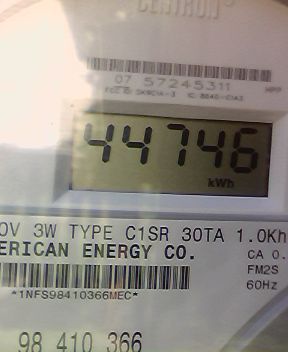 CENTRON®
07 57245311
HPP
44746
kWh
0V 3W TYPE C1SR 30TA 1.0Kh
ERICAN ENERGY CO.
CA 0.
FM2S
*1NFS98410366MEC*
60Hz
98 410 366